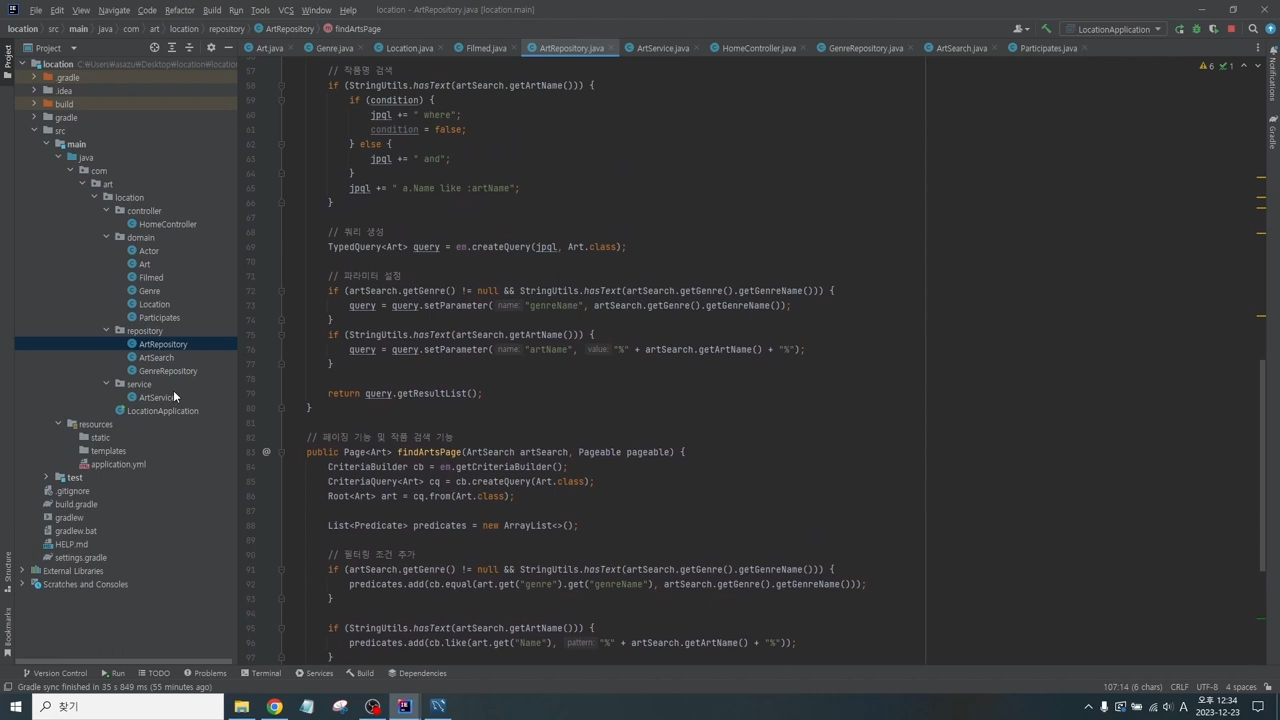 File Edit View Navigate Code Refactor Build Run Tools VCS Window Help location - ArtRepository.java [location.main]
location src main java com art location repository ArtRepository findArtsPage LocationApplication
Project Art.java Genre.java Location.java Filmed.java ArtRepository.java ArtService.java HomeController.java GenreRepository.java ArtSearch.java Participates.java
location C:₩Users₩asazu₩Desktop₩location₩location
.gradle
.idea
build
gradle
src
main
java
com
art
location
controller
HomeController
domain
Actor
Art
Filmed
Genre
Location
Participates
repository
ArtRepository
ArtSearch
GenreRepository
service
ArtService
LocationApplication
resources
static
templates
application.yml
test
.gitignore
build.gradle
gradlew
gradlew.bat
HELP.md
settings.gradle
External Libraries
Scratches and Consoles
Project
Structure
Bookmarks
6 1
57 // 작품명 검색
58 if (StringUtils.hasText(artSearch.getArtName())) {
59 if (condition) {
60 jpql += " where";
61 condition = false;
62 } else {
63 jpql += " and";
64 }
65 jpql += " a.Name like :artName";
66 }
67
68 // 쿼리 생성
69 TypedQuery<Art> query = em.createQuery(jpql, Art.class);
70
71 // 파라미터 설정
72 if (artSearch.getGenre() != null && StringUtils.hasText(artSearch.getGenre().getGenreName())) {
73 query = query.setParameter( name: "genreName", artSearch.getGenre().getGenreName());
74 }
75 if (StringUtils.hasText(artSearch.getArtName())) {
76 query = query.setParameter( name: "artName", value: "%" + artSearch.getArtName() + "%");
77 }
78
79 return query.getResultList();
80 }
81
82 // 페이징 기능 및 작품 검색 기능
83 public Page<Art> findArtsPage(ArtSearch artSearch, Pageable pageable) {
84 CriteriaBuilder cb = em.getCriteriaBuilder();
85 CriteriaQuery<Art> cq = cb.createQuery(Art.class);
86 Root<Art> art = cq.from(Art.class);
87
88 List<Predicate> predicates = new ArrayList<>();
89
90 // 필터링 조건 추가
91 if (artSearch.getGenre() != null && StringUtils.hasText(artSearch.getGenre().getGenreName())) {
92 predicates.add(cb.equal(art.get("genre").get("genreName"), artSearch.getGenre().getGenreName()));
93 }
94
95 if (StringUtils.hasText(artSearch.getArtName())) {
96 predicates.add(cb.like(art.get("Name"), pattern: "%" + artSearch.getArtName() + "%"));
97 }
Notifications
Gradle
Version Control Run TODO Problems Terminal Services Build Dependencies
Gradle sync finished in 35 s 849 ms (55 minutes ago) 107:14 (6 chars) CRLF UTF-8 4 spaces
찾기 A 오후 12:34
2023-12-23